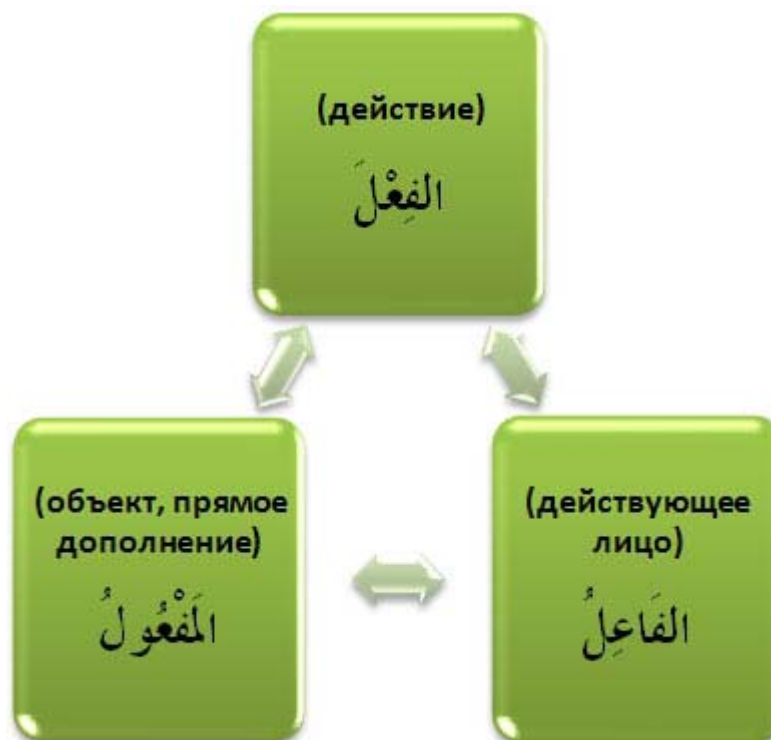 (действие)
الفِعْلَ
(объект, прямое
дополнение)
المَفْعُولُ
(действующее
лицо)
الفَاعِلُ